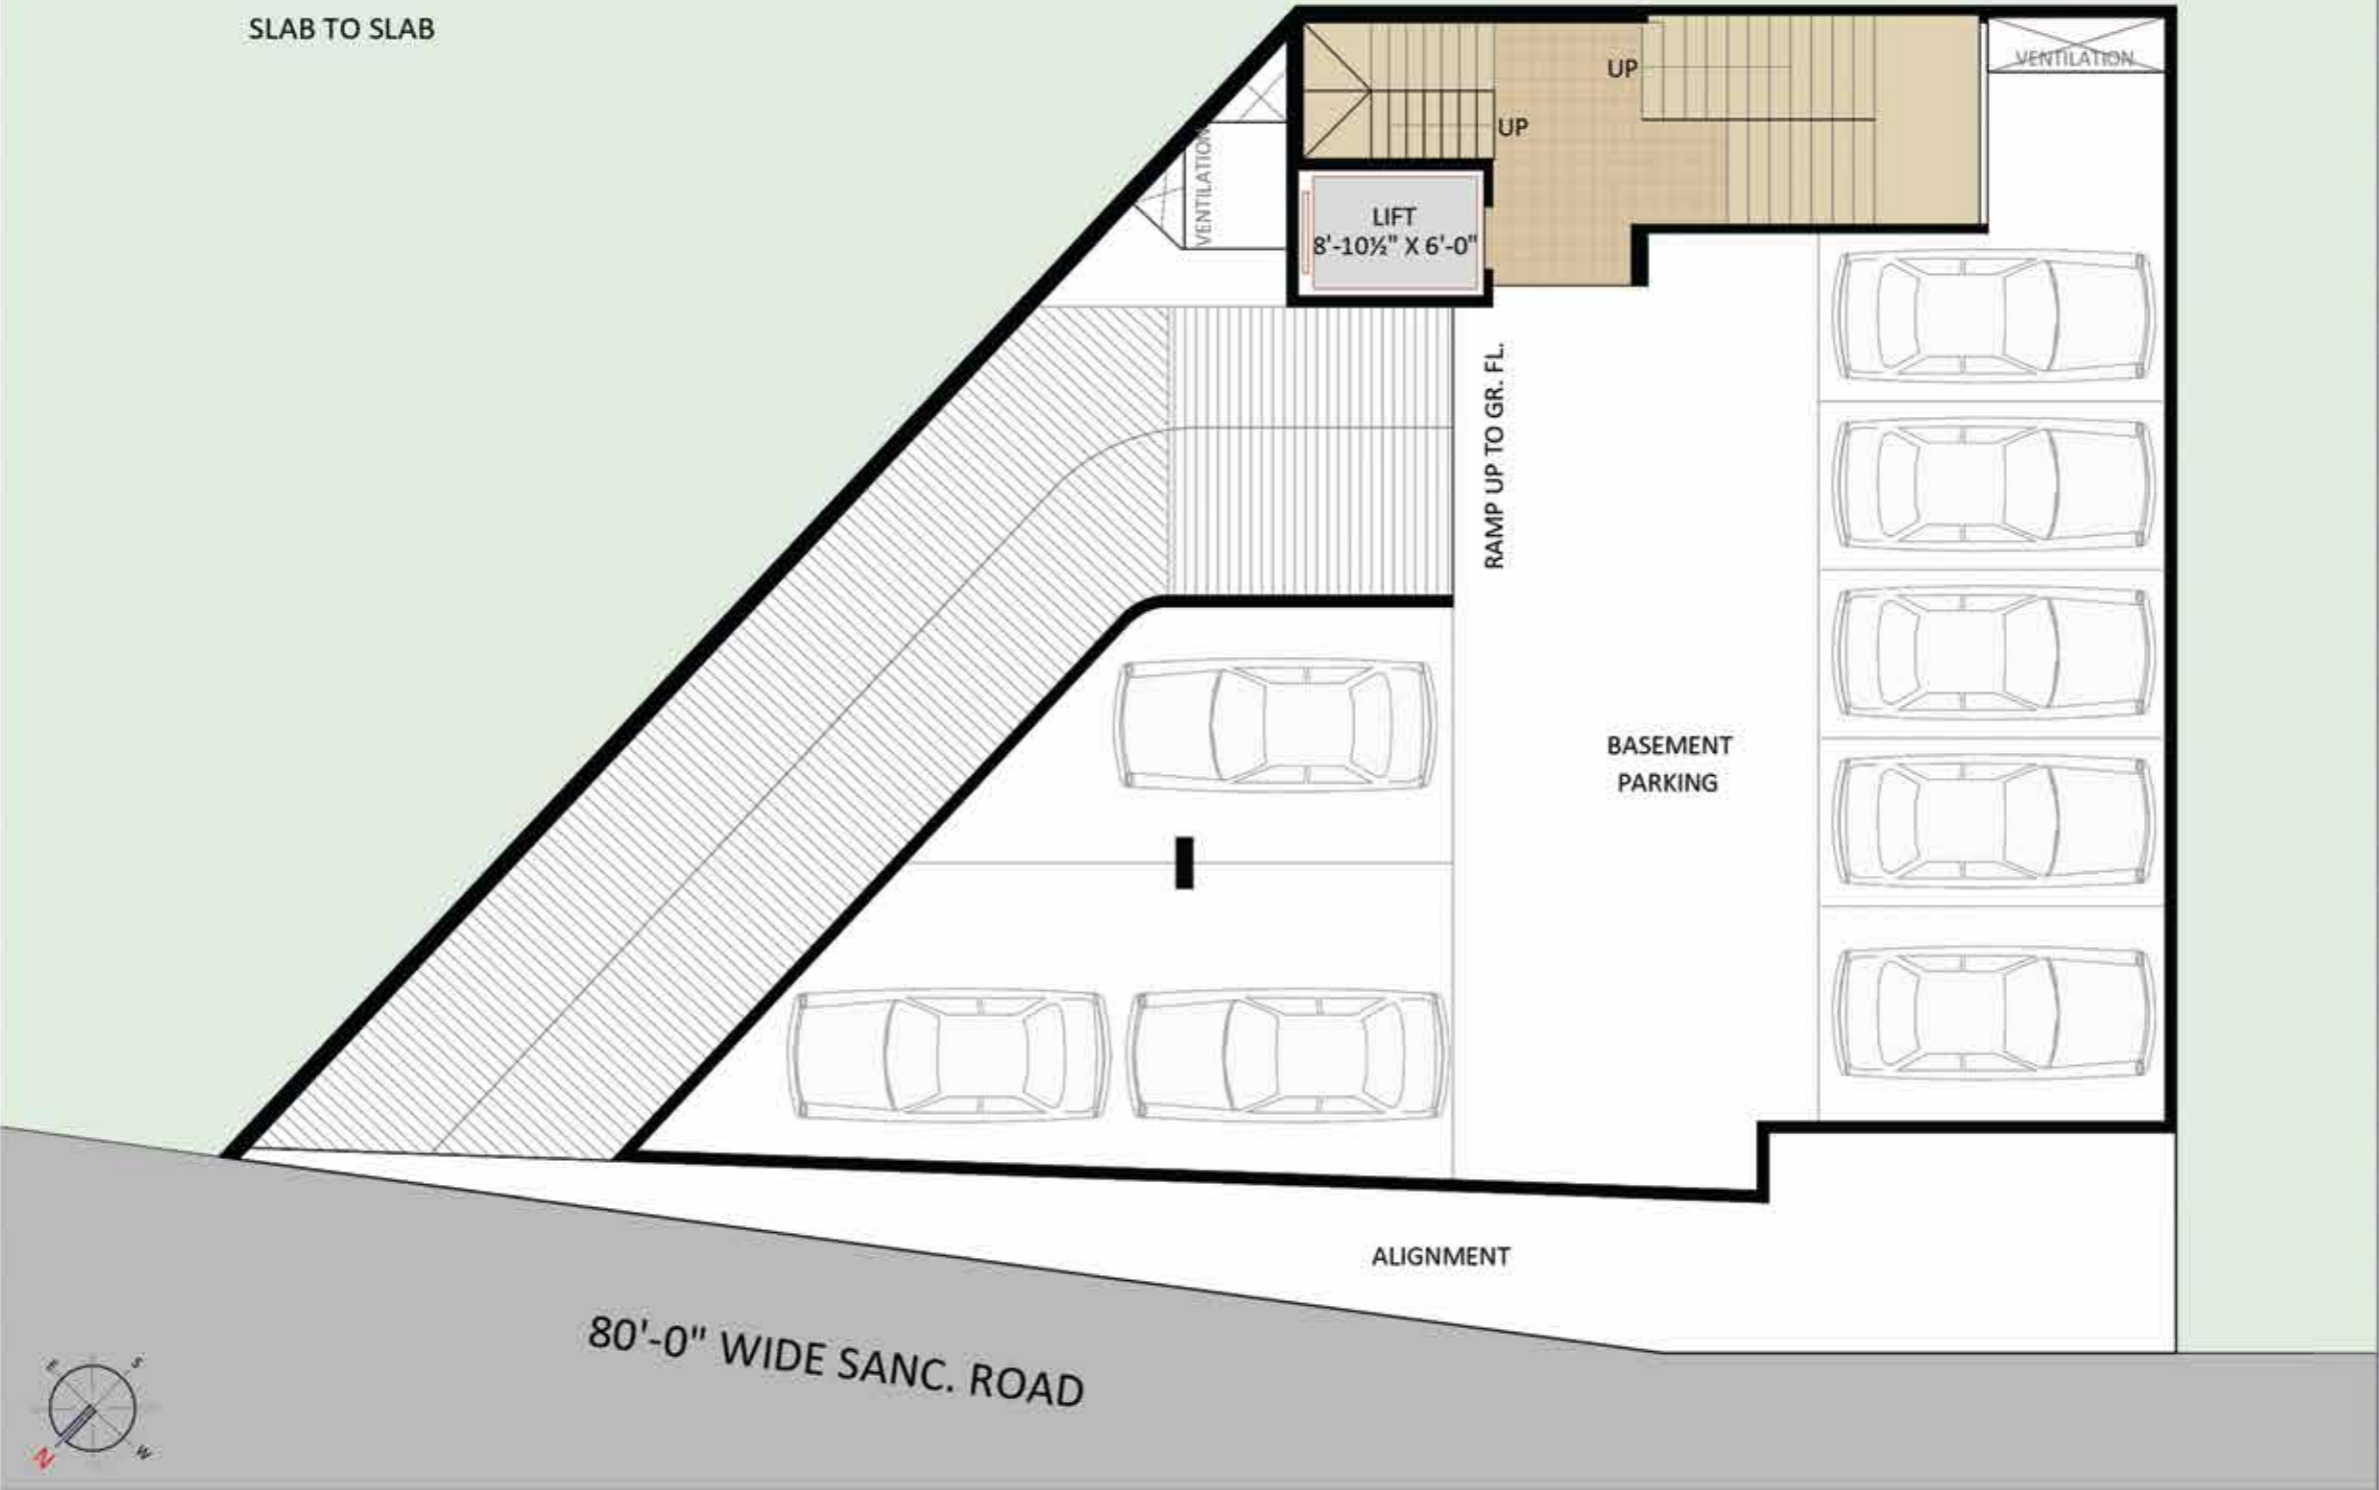 SLAB TO SLAB
UP
VENTILATION
UP
VENTILATION
LIFT
8'-10½" X 6'-0"
RAMP UP TO GR. FL.
BASEMENT
PARKING
ALIGNMENT
80'-0" WIDE SANC. ROAD
E
S
N
W